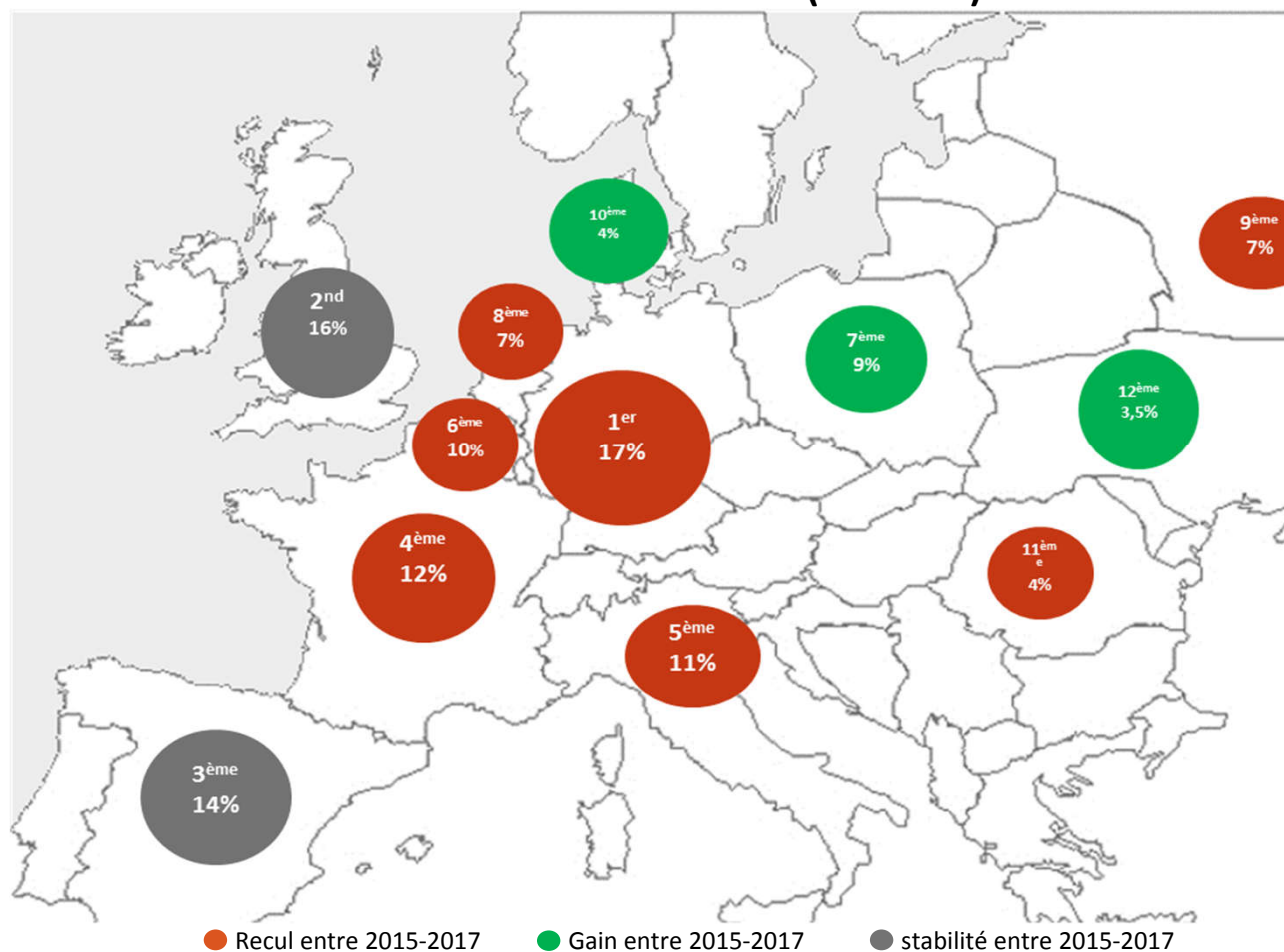 10ème
4%
9ème
7%
2nd
16%
8ème
7%
7ème
9%
12ème
3,5%
6ème
10%
1er
17%
4ème
12%
11èm
e
4%
5ème
11%
3ème
14%
Recul entre 2015-2017
Gain entre 2015-2017
stabilité entre 2015-2017